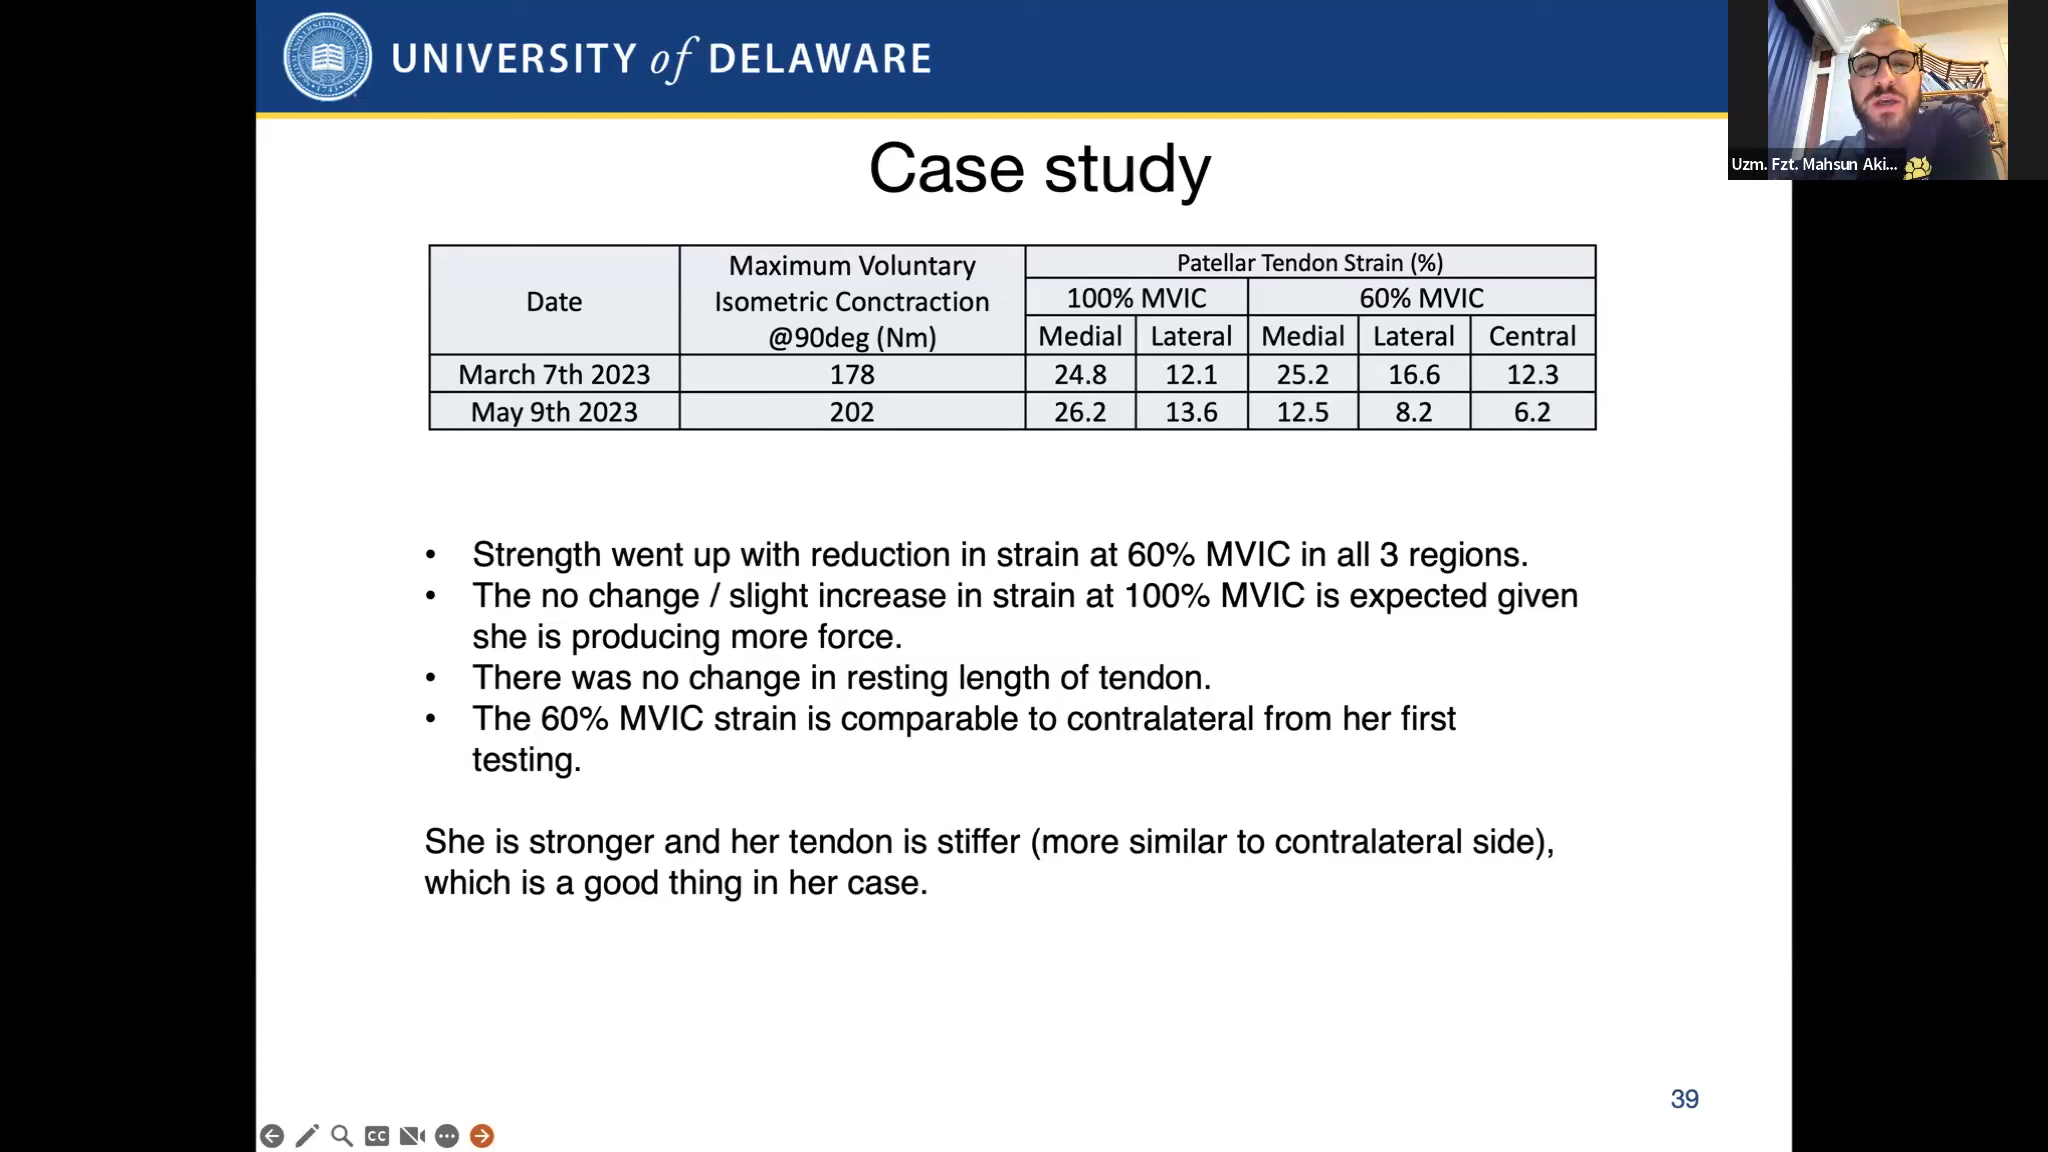 UNIVERSITY of DELAWARE
Uzm. Fzt. Mahsun Aki...
Case study
Date
Maximum Voluntary
Isometric Conctraction
@90deg (Nm)
Patellar Tendon Strain (%)
100% MVIC 60% MVIC
Medial Lateral Medial Lateral Central
March 7th 2023 178 24.8 12.1 25.2 16.6 12.3
May 9th 2023 202 26.2 13.6 12.5 8.2 6.2
• Strength went up with reduction in strain at 60% MVIC in all 3 regions.
• The no change / slight increase in strain at 100% MVIC is expected given
she is producing more force.
• There was no change in resting length of tendon.
• The 60% MVIC strain is comparable to contralateral from her first
testing.
She is stronger and her tendon is stiffer (more similar to contralateral side),
which is a good thing in her case.
39
CC